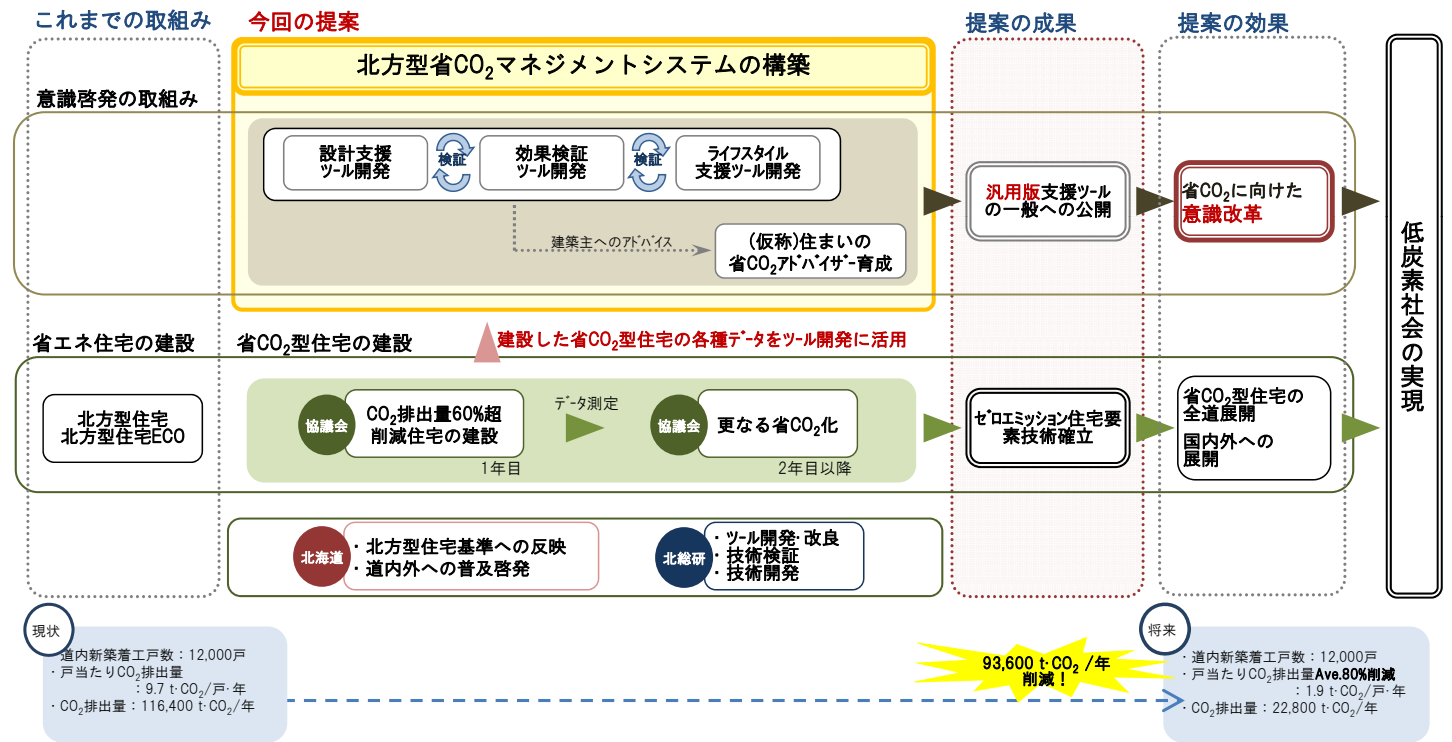 これまでの取組み
今回の提案
提案の成果
提案の効果
北方型省CO₂マネジメントシステムの構築
意識啓発の取組み
設計支援
ツール開発
検証
効果検証
ツール開発
検証
ライフスタイル
支援ツール開発
建築主へのアドバイス
(仮称)住まいの
省CO₂アドバイザー育成
汎用版支援ツール
の一般への公開
省CO₂に向けた
意識改革
低炭素社会の実現
建設した省CO₂型住宅の各種データをツール開発に活用
省エネ住宅の建設
省CO₂型住宅の建設
北方型住宅
北方型住宅ECO
協議会
CO₂排出量60%超
削減住宅の建設
1年目
データ測定
協議会
更なる省CO₂化
2年目以降
ゼロエミッション住宅要
素技術確立
省CO₂型住宅の
全道展開
国内外への
展開
北海道
・北方型住宅基準への反映
・道内外への普及啓発
北総研
・ツール開発・改良
・技術検証
・技術開発
現状
・道内新築着工戸数：12,000戸
・戸当たりCO₂排出量
：9.7 t・CO₂/戸・年
・CO₂排出量：116,400 t・CO₂/年
93,600 t・CO₂ /年
削減！
将来
・道内新築着工戸数：12,000戸
・戸当たりCO₂排出量Ave.80%削減
：1.9 t・CO₂/戸・年
・CO₂排出量：22,800 t・CO₂/年